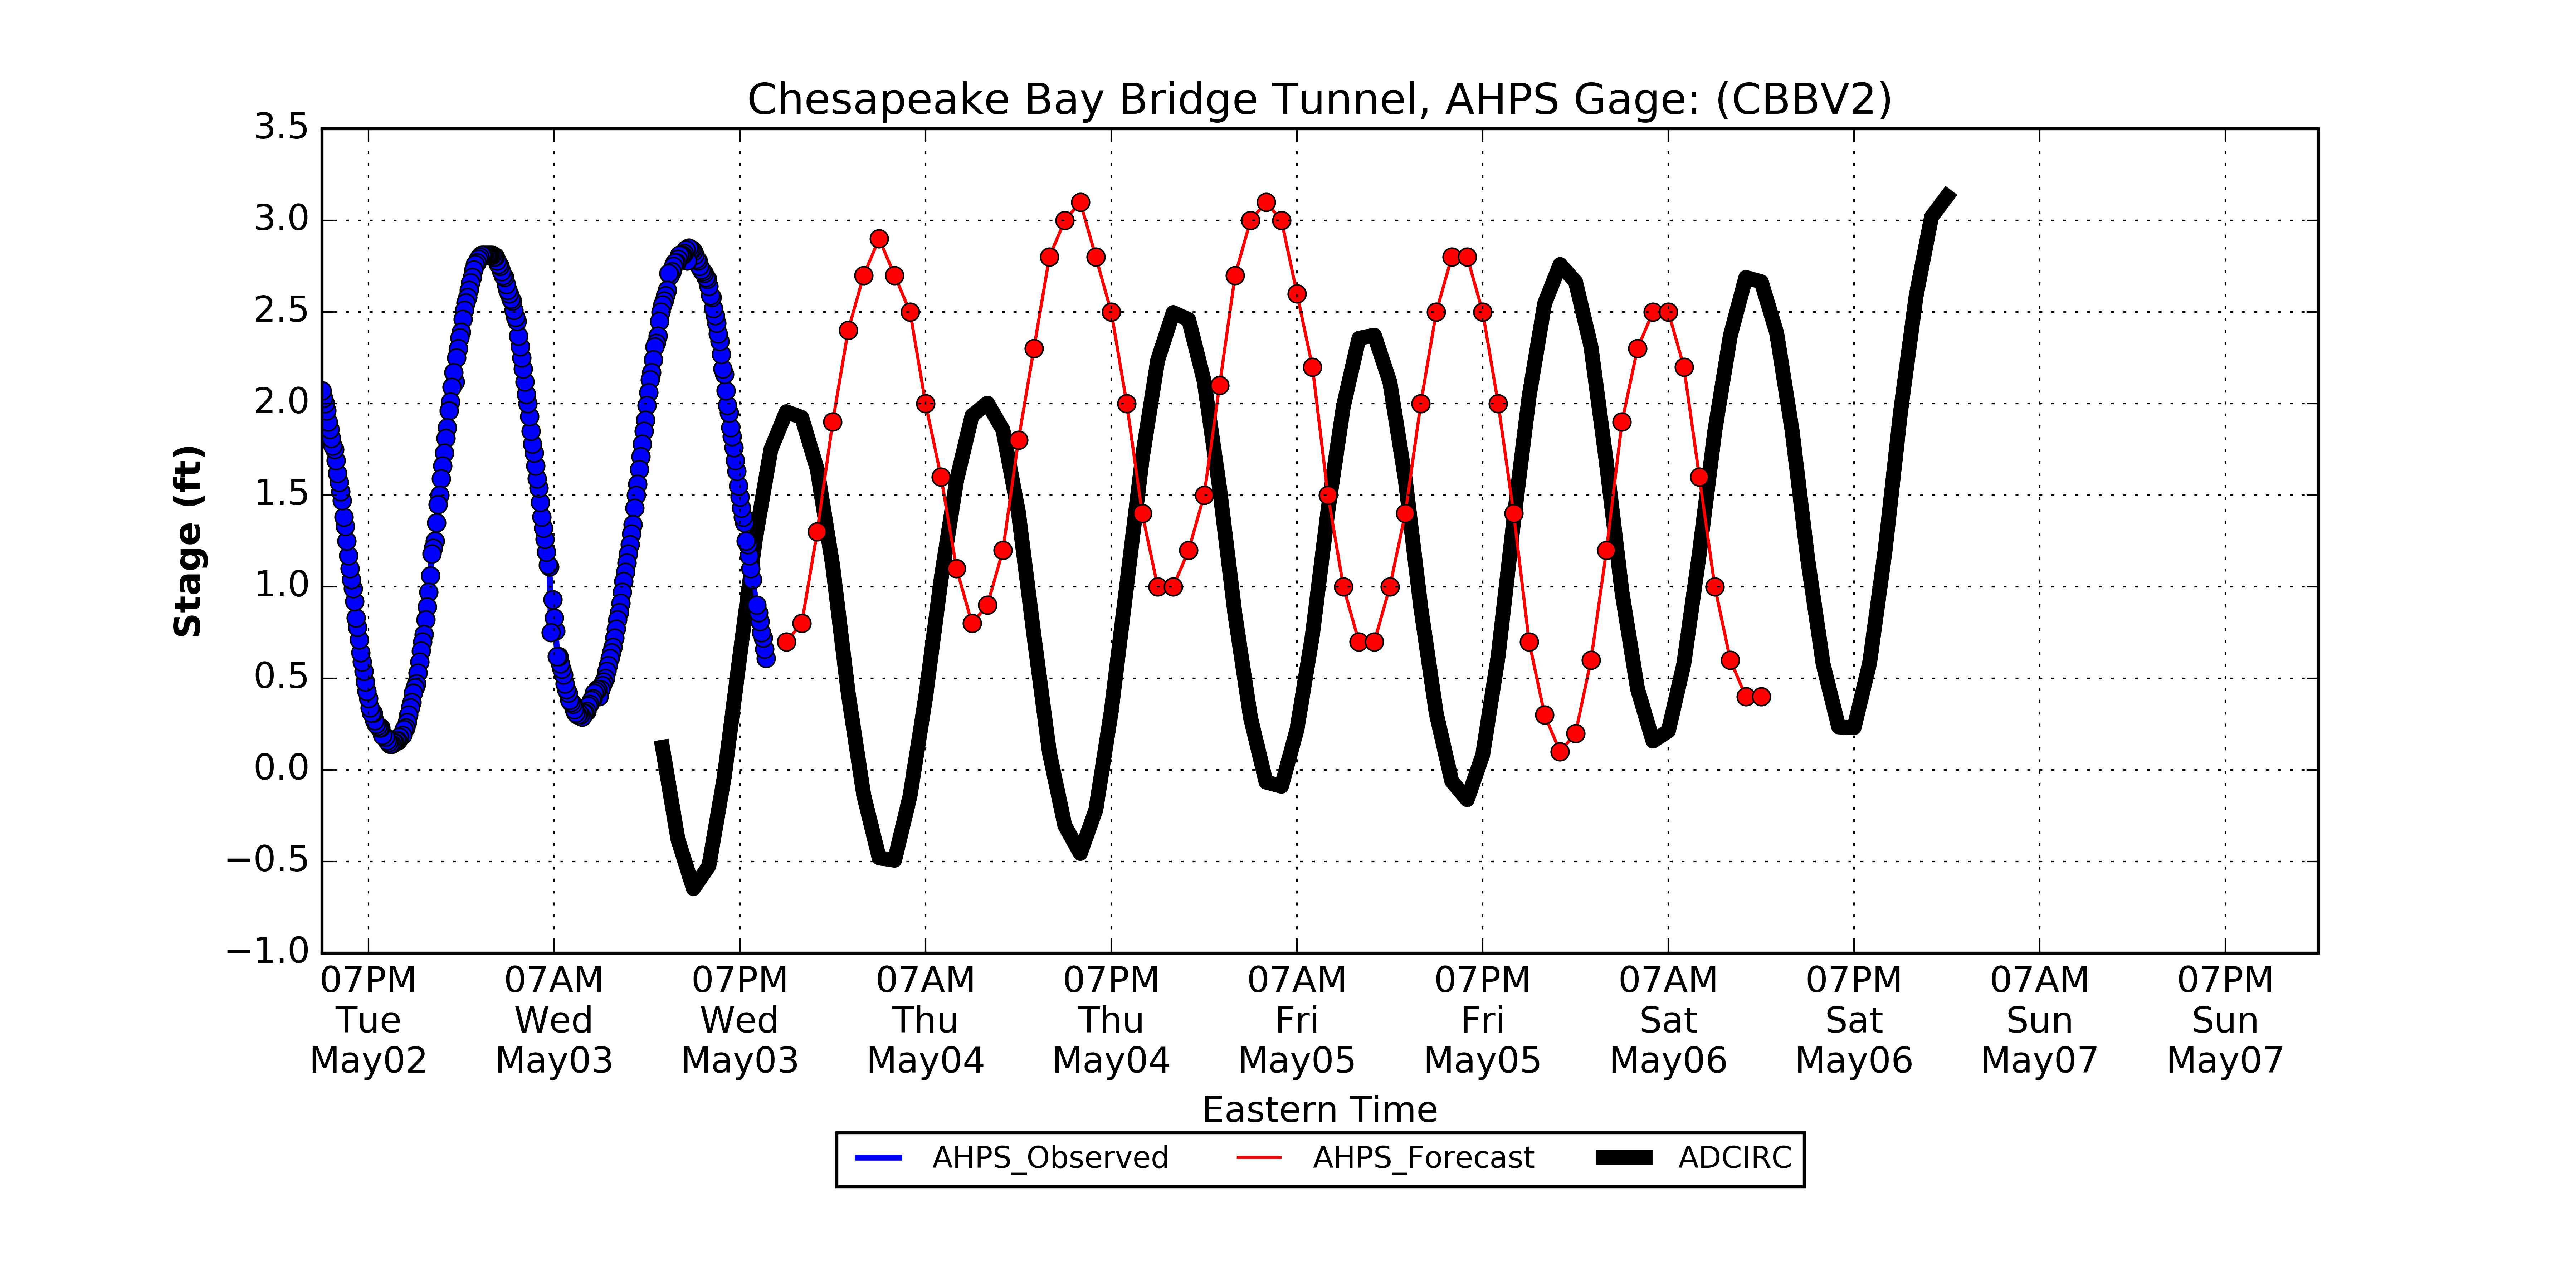 Chesapeake Bay Bridge Tunnel, AHPS Gage: (CBBV2)
3.5
3.0
2.5
2.0
1.5
1.0
0.5
0.0
−0.5
−1.0
Stage (ft)
07PM 07AM 07PM 07AM 07PM 07AM 07PM 07AM 07PM 07AM 07PM
Tue Wed Wed Thu Thu Fri Fri Sat Sat Sun Sun
May02 May03 May03 May04 May04 May05 May05 May06 May06 May07 May07
Eastern Time
AHPS_Observed AHPS_Forecast ADCIRC